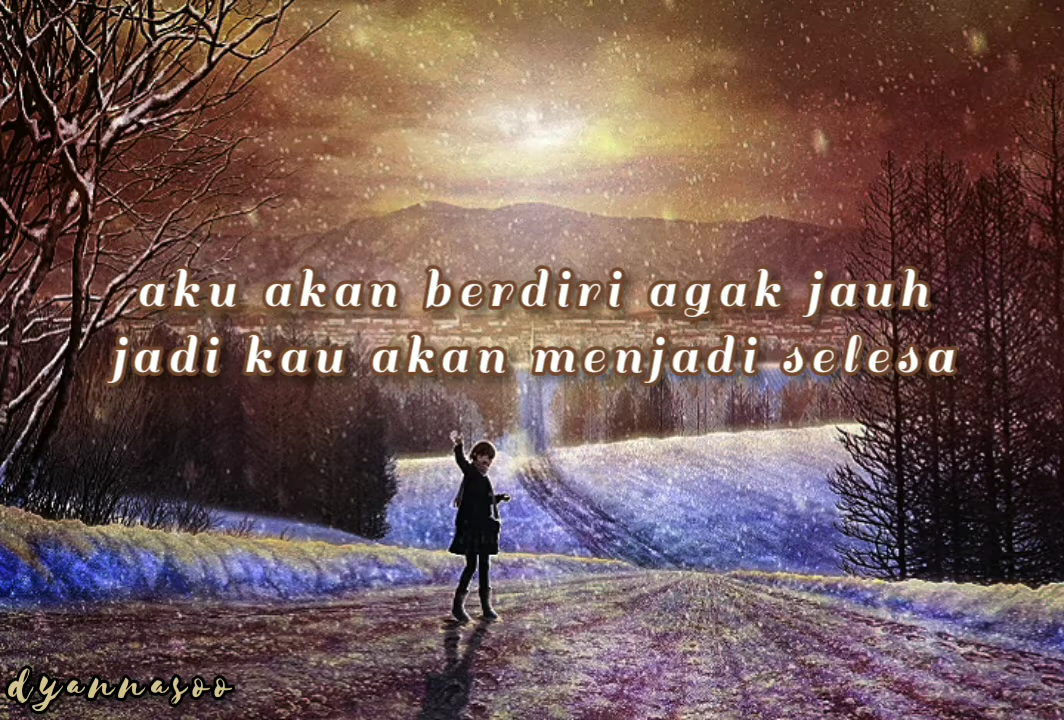 aku akan berdiri agak jauh
jadi kau akan menjadi selesa
dyannasoo